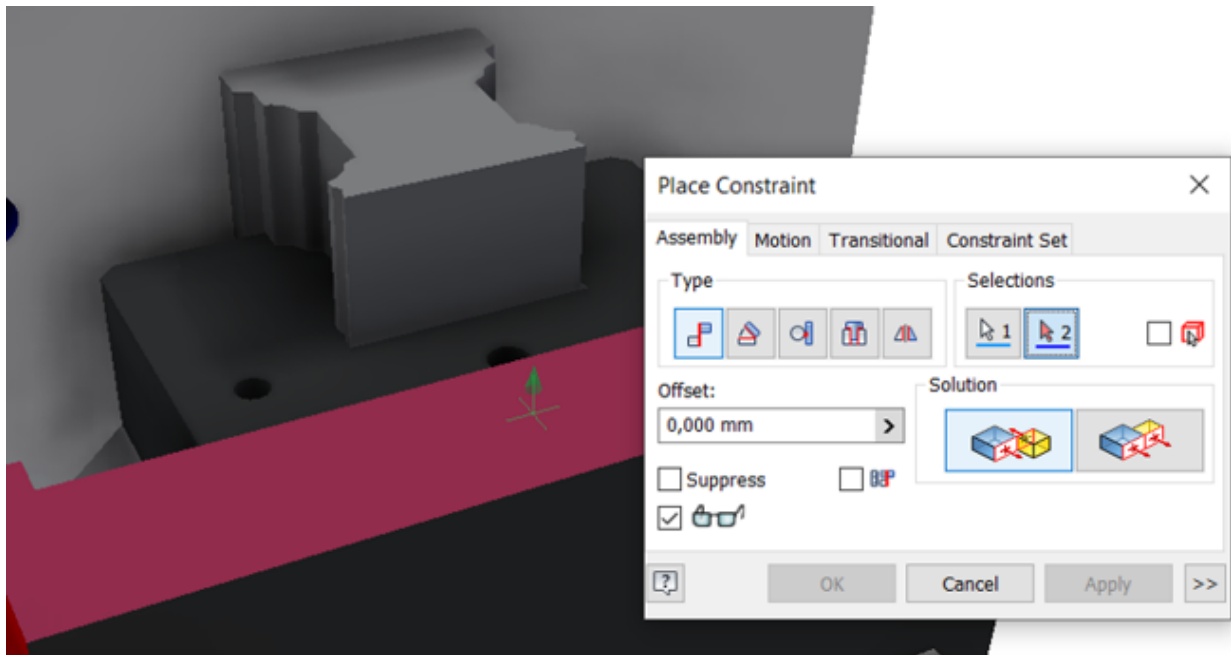 Place Constraint
Assembly Motion Transitional Constraint Set
Type
Selections
1 2
Offset:
Solution
0,000 mm >
Suppress
? OK Cancel Apply >>